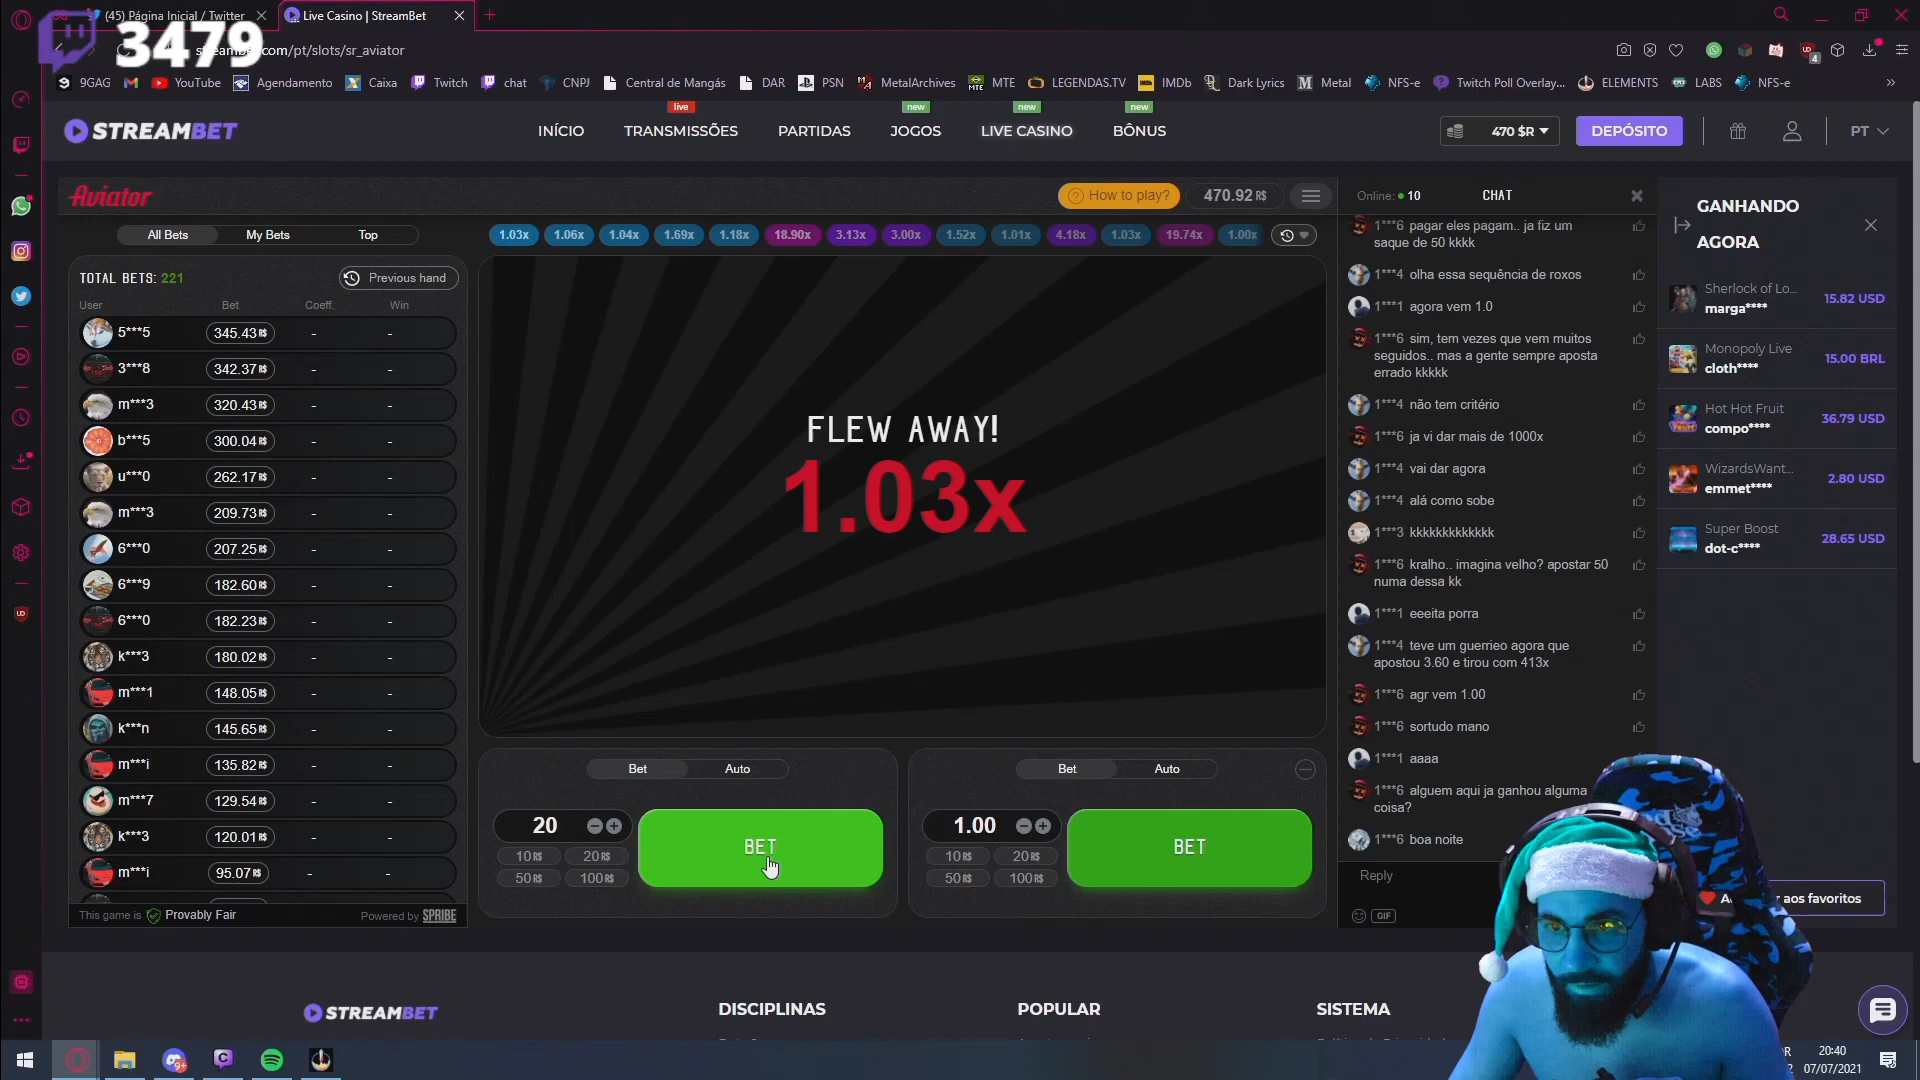 (45) Página Inicial / Twitter
Live Casino | StreamBet
3479
.com/pt/slots/sr_aviator
9GAG YouTube Agendamento Caixa Twitch chat CNPJ Central de Mangás DAR PSN MetalArchives MTE LEGENDAS.TV IMDb Dark Lyrics Metal NFS-e Twitch Poll Overlay... ELEMENTS LABS NFS-e
live new new new
STREAMBET INÍCIO TRANSMISSÕES PARTIDAS JOGOS LIVE CASINO BÔNUS 470 $R DEPÓSITO PT
Aviator How to play? 470.92 R$
All Bets My Bets Top
1.03x 1.06x 1.04x 1.69x 1.18x 18.90x 3.13x 3.00x 1.52x 1.01x 4.18x 1.03x 19.74x 1.00x
TOTAL BETS: 221 Previous hand
User Bet Coeff. Win
5***5 345.43 R$ - -
3***8 342.37 R$ - -
m***3 320.43 R$ - -
b***5 300.04 R$ - -
u***0 262.17 R$ - -
m***3 209.73 R$ - -
6***0 207.25 R$ - -
6***9 182.60 R$ - -
6***0 182.23 R$ - -
k***3 180.02 R$ - -
m***1 148.05 R$ - -
k***n 145.65 R$ - -
m***i 135.82 R$ - -
m***7 129.54 R$ - -
k***3 120.01 R$ - -
m***i 95.07 R$ - -
This game is Provably Fair Powered by SPRIBE
FLEW AWAY!
1.03x
Bet Auto
20
BET
10 R$ 20 R$
50 R$ 100 R$
Bet Auto
1.00
BET
10 R$ 20 R$
50 R$ 100 R$
Online: 10 CHAT
1***6 pagar eles pagam.. ja fiz um
saque de 50 kkkk
1***4 olha essa sequência de roxos
1***1 agora vem 1.0
1***6 sim, tem vezes que vem muitos
seguidos.. mas a gente sempre aposta
errado kkkkk
1***4 não tem critério
1***6 ja vi dar mais de 1000x
1***4 vai dar agora
1***4 alá como sobe
1***3 kkkkkkkkkkkkk
1***6 kralho.. imagina velho? apostar 50
numa dessa kk
1***1 eeeita porra
1***4 teve um guerrieo agora que
apostou 3.60 e tirou com 413x
1***6 agr vem 1.00
1***6 sortudo mano
1***1 aaaa
1***6 alguem aqui ja ganhou alguma
coisa?
1***6 boa noite
Reply
GIF
GANHANDO
AGORA
Sherlock of Lo...
marga**** 15.82 USD
Monopoly Live
cloth**** 15.00 BRL
Hot Hot Fruit
compo**** 36.79 USD
WizardsWant...
emmet**** 2.80 USD
Super Boost
dot-c**** 28.65 USD
aos favoritos
STREAMBET DISCIPLINAS POPULAR SISTEMA
20:40
07/07/2021